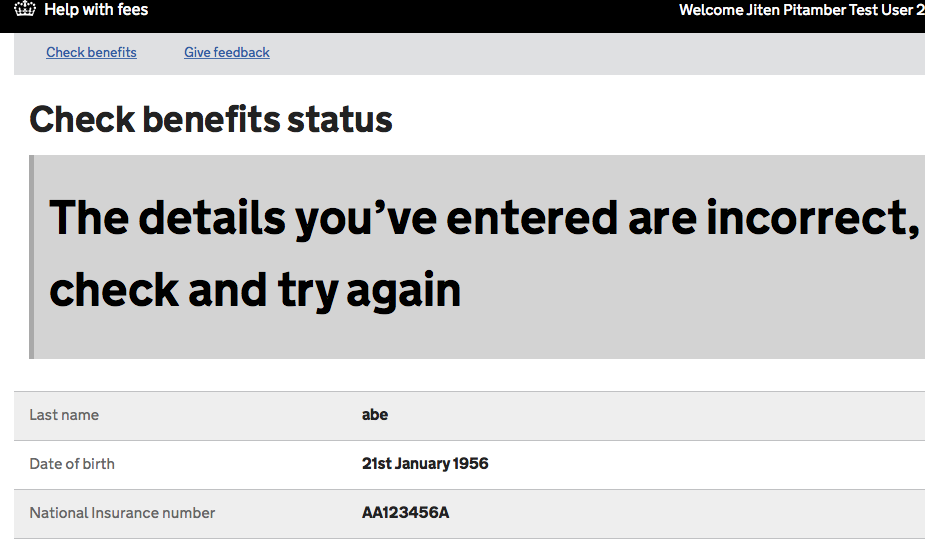 Help with fees
Welcome Jiten Pitamber Test User 2
Check benefits
Give feedback
Check benefits status
The details you’ve entered are incorrect,
check and try again
Last name abe
Date of birth 21st January 1956
National Insurance number AA123456A